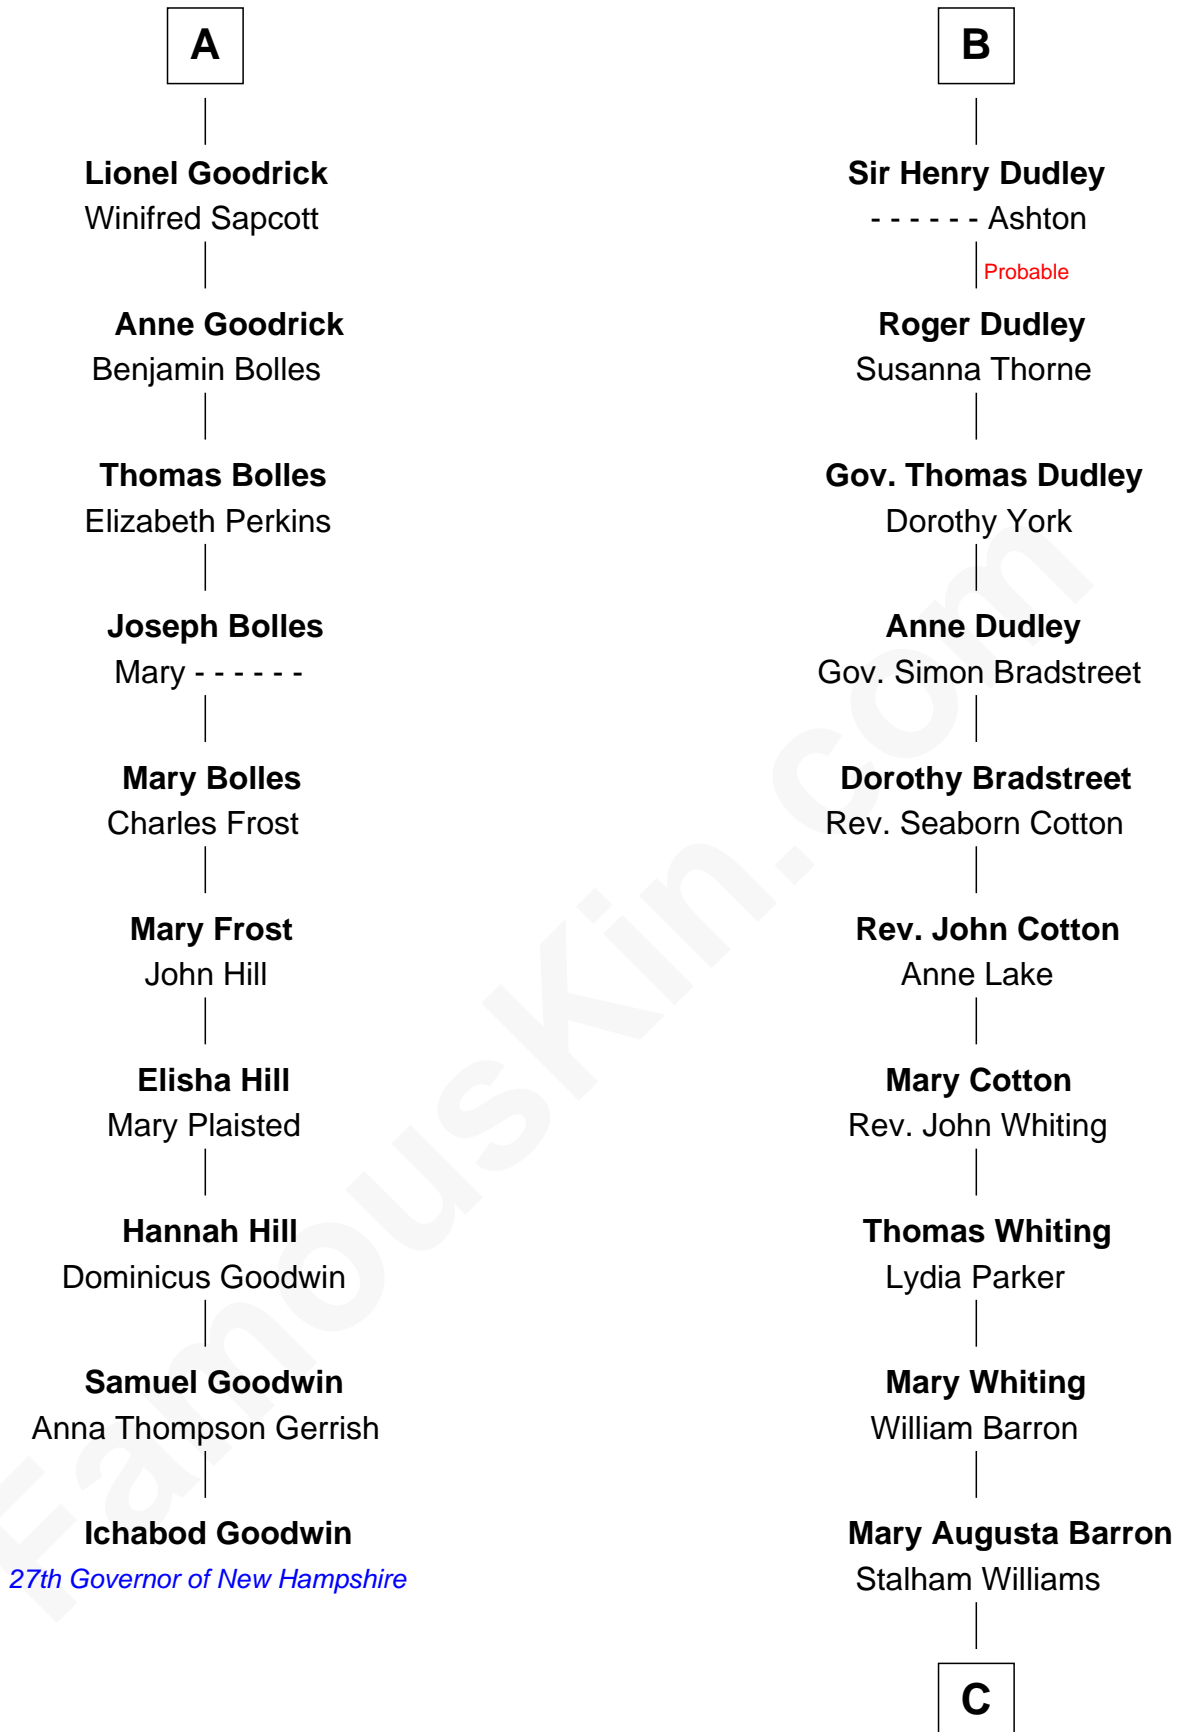 A
Lionel Goodrick
Winifred Sapcott
Anne Goodrick
Benjamin Bolles
Thomas Bolles
Elizabeth Perkins
Joseph Bolles
Mary - - - - - -
Mary Bolles
Charles Frost
Mary Frost
John Hill
Elisha Hill
Mary Plaisted
Hannah Hill
Dominicus Goodwin
Samuel Goodwin
Anna Thompson Gerrish
Ichabod Goodwin
27th Governor of New Hampshire
B
Sir Henry Dudley
- - - - - - Ashton
Probable
Roger Dudley
Susanna Thorne
Gov. Thomas Dudley
Dorothy York
Anne Dudley
Gov. Simon Bradstreet
Dorothy Bradstreet
Rev. Seaborn Cotton
Rev. John Cotton
Anne Lake
Mary Cotton
Rev. John Whiting
Thomas Whiting
Lydia Parker
Mary Whiting
William Barron
Mary Augusta Barron
Stalham Williams
C
FamousKin.com